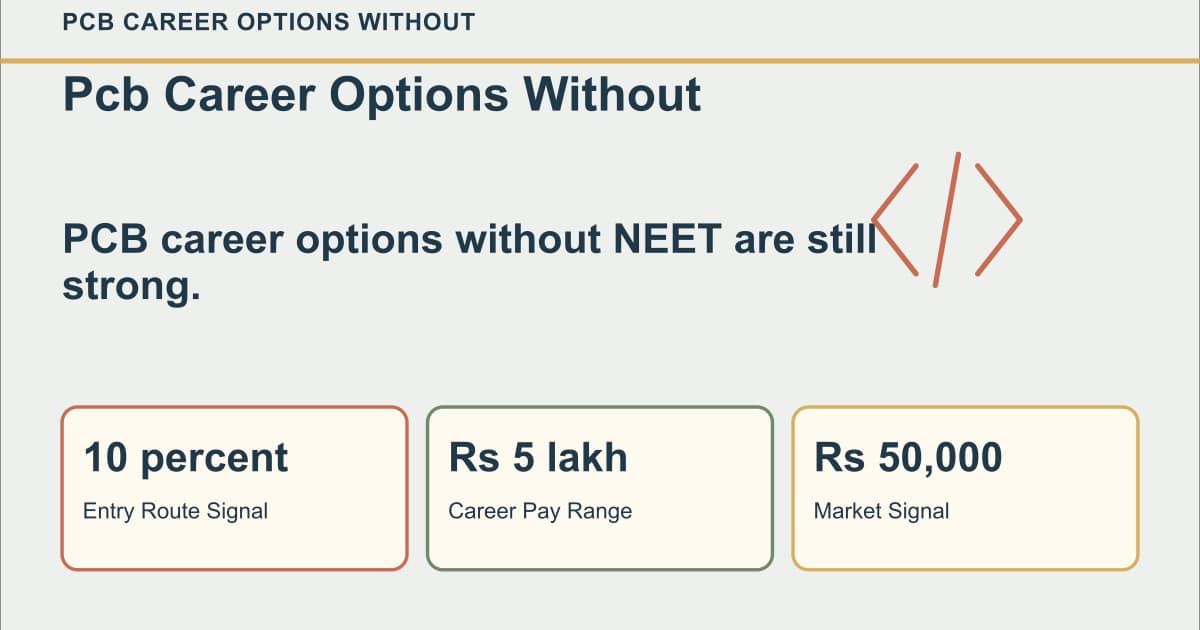 PCB CAREER OPTIONS WITHOUT
Pcb Career Options Without
PCB career options without NEET are still
strong.
10 percent
Entry Route Signal
Rs 5 lakh
Career Pay Range
Rs 50,000
Market Signal